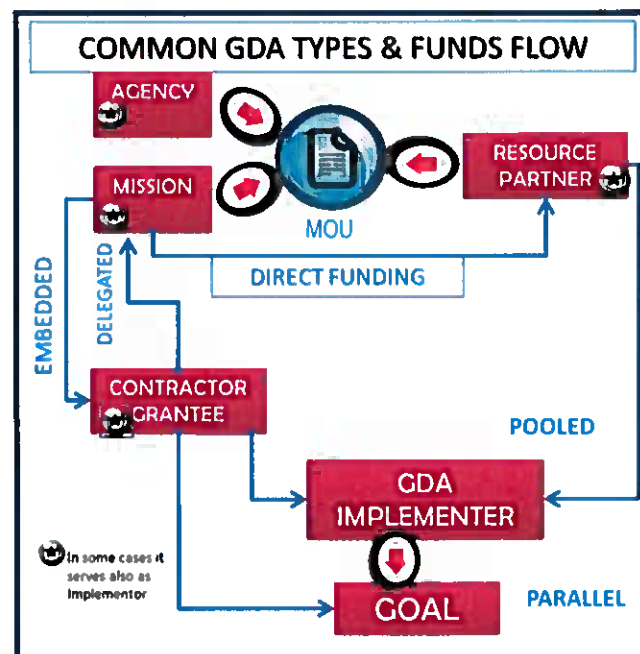 COMMON GDA TYPES & FUNDS FLOW
AGENCY
MISSION
MOU
RESOURCE
PARTNER
DIRECT FUNDING
EMBEDDED
DELEGATED
CONTRACTOR
GRANTEE
POOLED
GDA
IMPLEMENTER
GOAL
PARALLEL
In some cases it
serves also as
Implementor